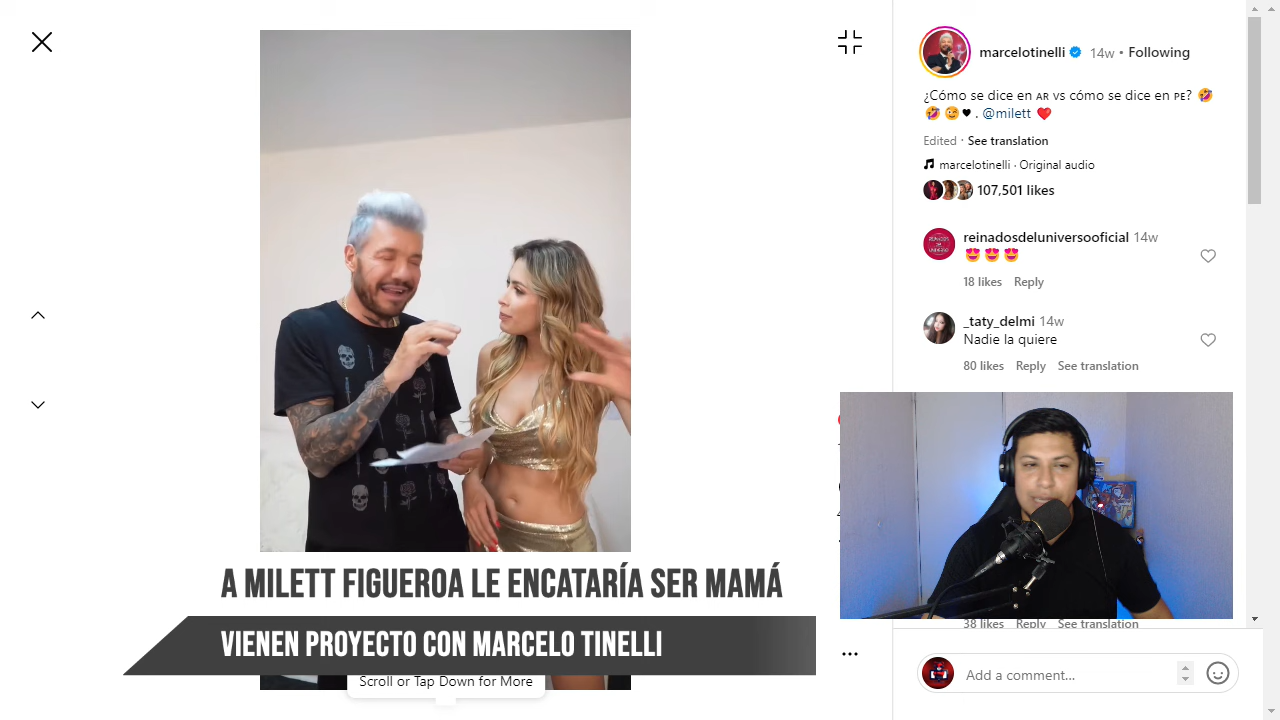 marcelotinelli 14w • Following
¿Cómo se dice en ᴀʀ vs cómo se dice en ᴘᴇ? 🤣
🤣 😉 🖤 . @milett ❤️
Edited · See translation
marcelotinelli · Original audio
107,501 likes
reinadosdeluniversooficial 14w
😍 😍 😍
18 likes Reply
_taty_delmi 14w
Nadie la quiere
80 likes Reply See translation
38 likes Reply See translation
Add a comment...
A MILETT FIGUEROA LE ENCATARÍA SER MAMÁ
VIENEN PROYECTO CON MARCELO TINELLI
Scroll or Tap Down for More